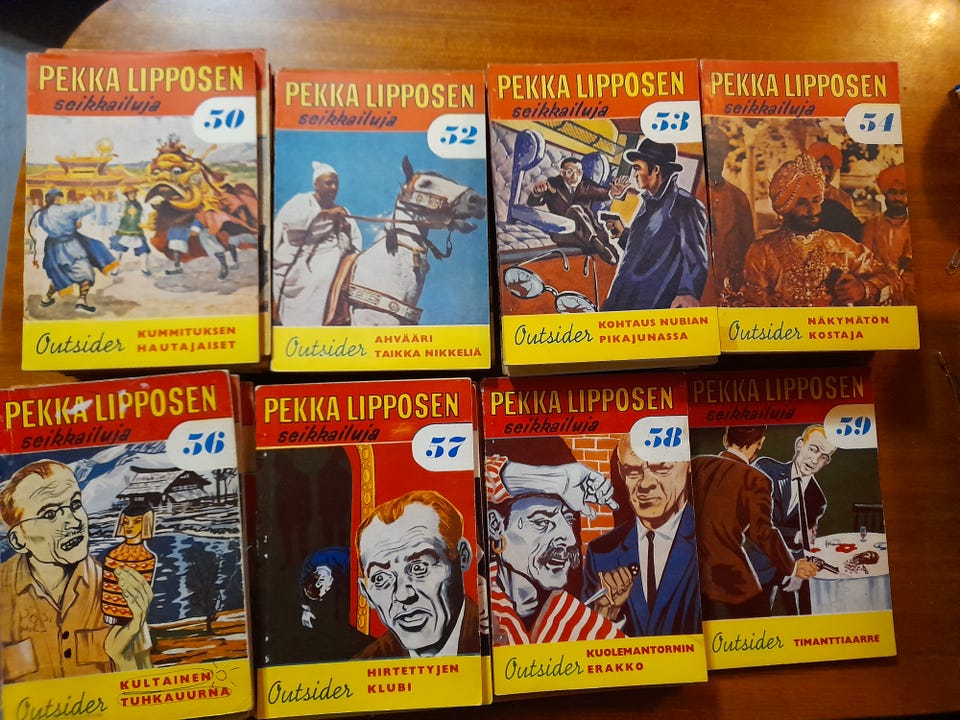 PEKKA LIPPOSEN
seikkailuja
50
Outsider
KUMMITUKSEN
HAUTAJAISET
PEKKA LIPPOSEN
seikkailuja
52
Outsider
AHVÄÄRI
TAIKKA NIKKELIÄ
PEKKA LIPPOSEN
seikkailuja
53
Outsider
KOHTAUS NUBIAN
PIKAJUNASSA
PEKKA LIPPOSEN
seikkailuja
54
Outsider
NÄKYMÄTÖN
KOSTAJA
PEKKA LIPPOSEN
seikkailuja
56
Outsider
KULTAINEN
TUHKAUURNA
PEKKA LIPPOSEN
seikkailuja
57
Outsider
HIRTETTYJEN
KLUBI
PEKKA LIPPOSEN
seikkailuja
58
Outsider
KUOLEMANTORNIN
ERAKKO
PEKKA LIPPOSEN
seikkailuja
59
Outsider
TIMANTTIAARRE